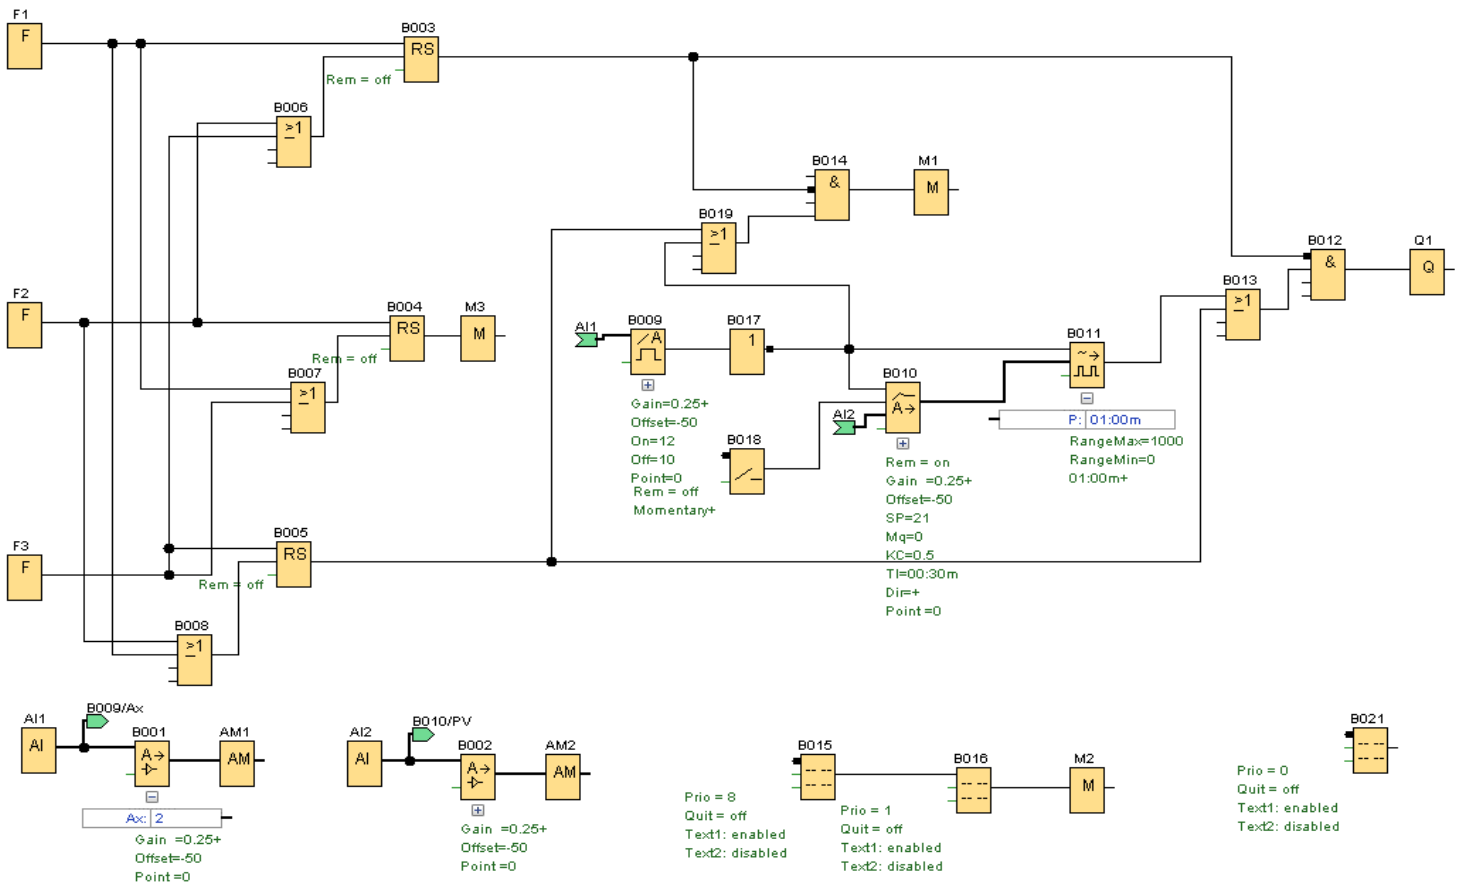 F1
F
B003
RS
Rem = off
B006
>1
B014
&
M1
M
B019
>1
B012
&
Q1
Q
F2
F
B004
RS
M3
M
Rem = off
B007
>1
AI1
B009
/A
B017
1
B011
~→
B013
>1
P: 01:00m
RangeMax=1000
RangeMin=0
01:00m+
B010
A→
AI2
Gain=0.25+
Offset=-50
On=12
Off=10
Point=0
B018
Rem = off
Momentary+
Rem = on
Gain =0.25+
Offset=-50
SP=21
Mq=0
KC=0.5
TI=00:30m
Dir=+
Point =0
F3
F
B005
RS
Rem = off
B008
>1
AI1
AI
B009/Ax
B001
A→
AM1
AM
Ax: 2
Gain =0.25+
Offset=-50
Point =0
AI2
AI
B010/PV
B002
A→
AM2
AM
Gain =0.25+
Offset=-50
Point =0
B015
Prio = 8
Quit = off
Text1: enabled
Text2: disabled
B016
Prio = 1
Quit = off
Text1: enabled
Text2: disabled
M2
M
B021
Prio = 0
Quit = off
Text1: enabled
Text2: disabled